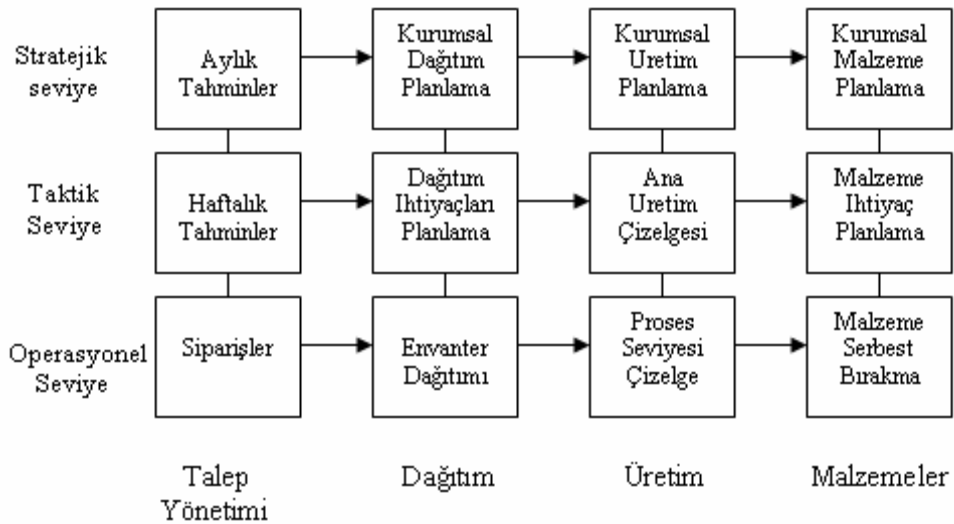 Stratejik
seviye
Aylık
Tahminler
Kurumsal
Dağıtım
Planlama
Kurumsal
Uretim
Planlama
Kurumsal
Malzeme
Planlama
Taktik
Seviye
Haftalık
Tahminler
Dağıtım
Ihtiyaçları
Planlama
Ana
Uretim
Çizelgesi
Malzeme
Ihtiyaç
Planlama
Operasyonel
Seviye
Siparişler
Envanter
Dağıtımı
Proses
Seviyesi
Çizelge
Malzeme
Serbest
Bırakma
Talep
Yönetimi
Dağıtım
Üretim
Malzemeler